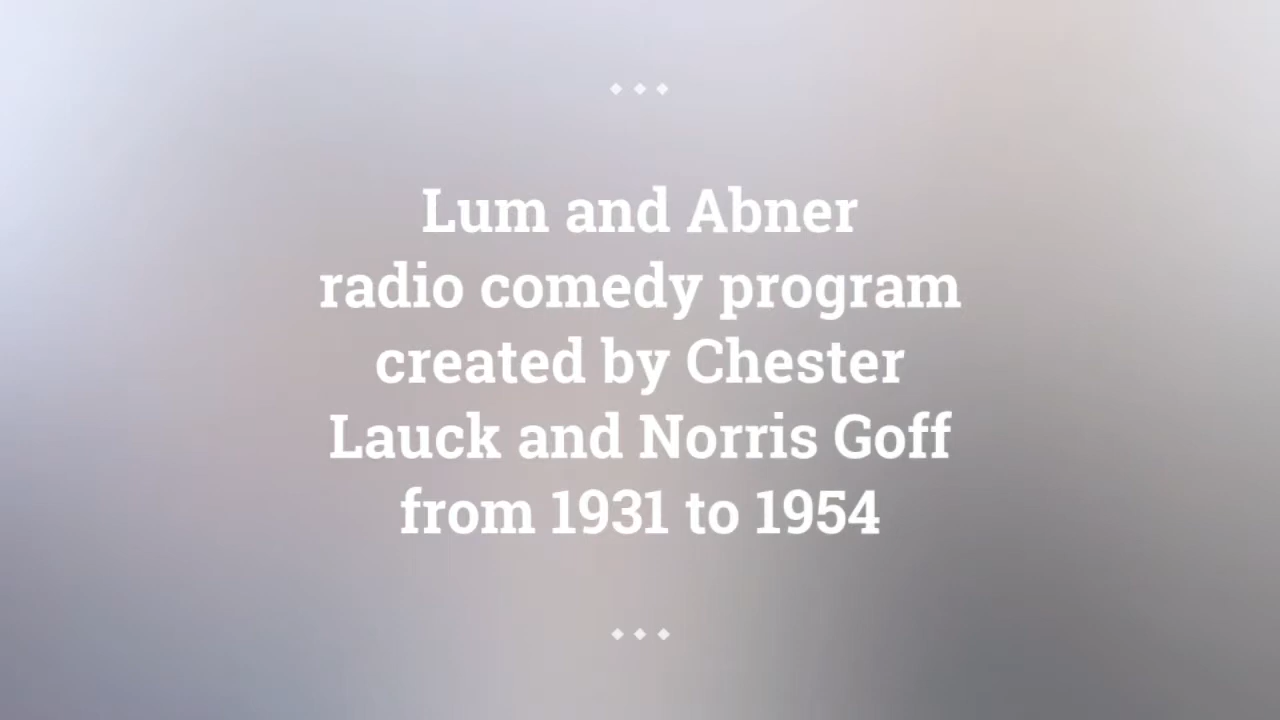 Lum and Abner
radio comedy program
created by Chester
Lauck and Norris Goff
from 1931 to 1954